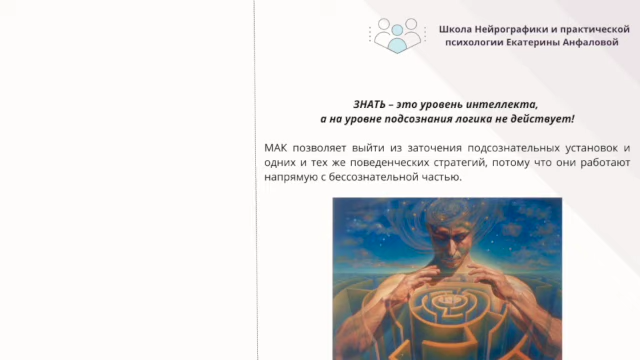 Школа Нейрографики и практической
психологии Екатерины Анфаловой
ЗНАТЬ – это уровень интеллекта,
а на уровне подсознания логика не действует!
МАК позволяет выйти из заточения подсознательных установок и
одних и тех же поведенческих стратегий, потому что они работают
напрямую с бессознательной частью.